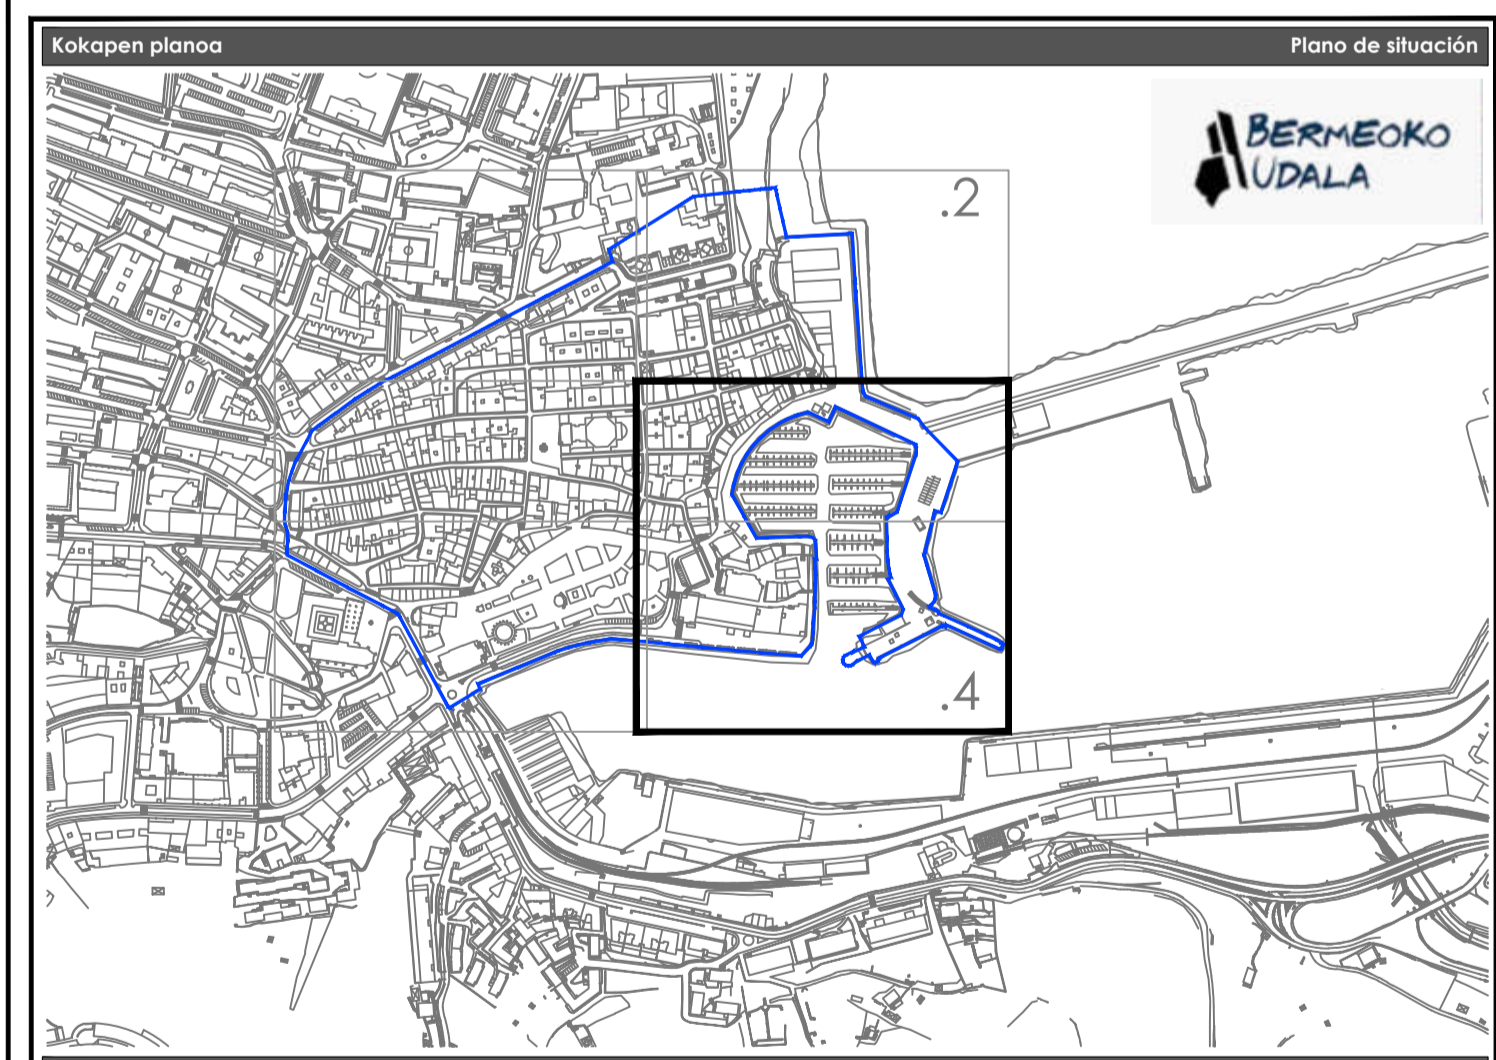 Kokapen planoa
Plano de situación
BERMEOKO
UDALA
.2
.4